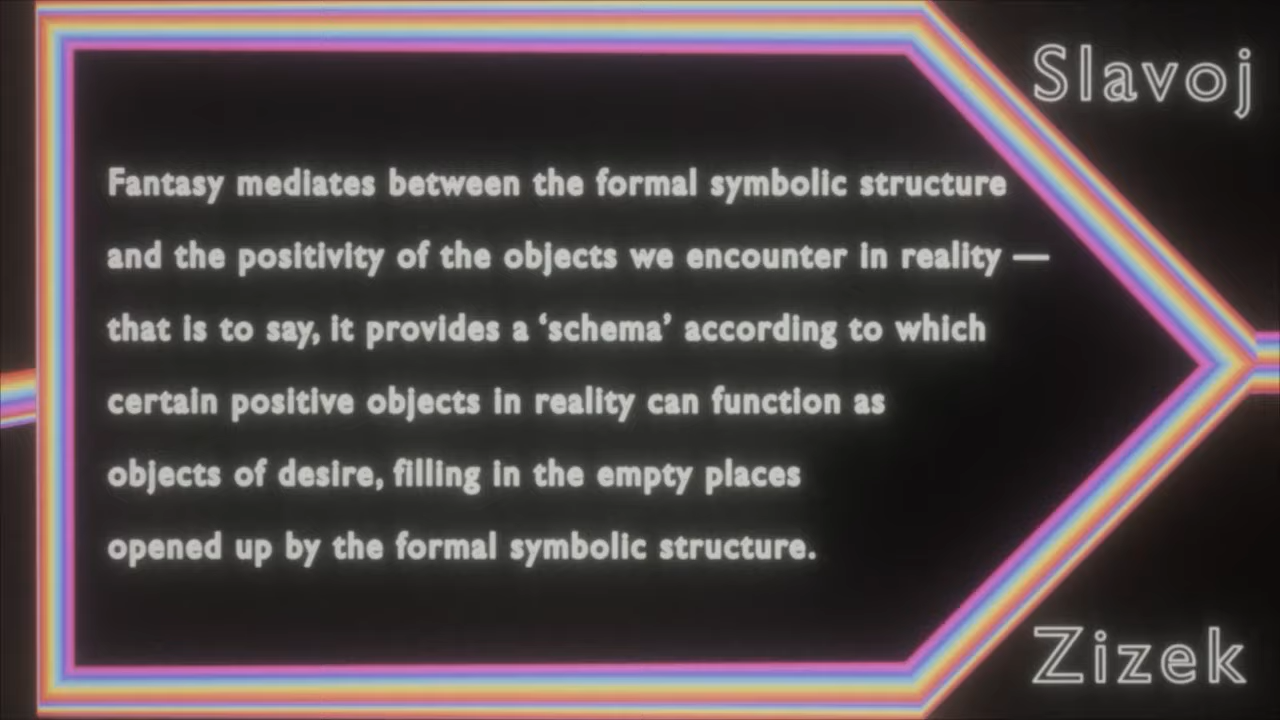 Slavoj
Fantasy mediates between the formal symbolic structure
and the positivity of the objects we encounter in reality —
that is to say, it provides a ‘schema’ according to which
certain positive objects in reality can function as
objects of desire, filling in the empty places
opened up by the formal symbolic structure.
Zizek